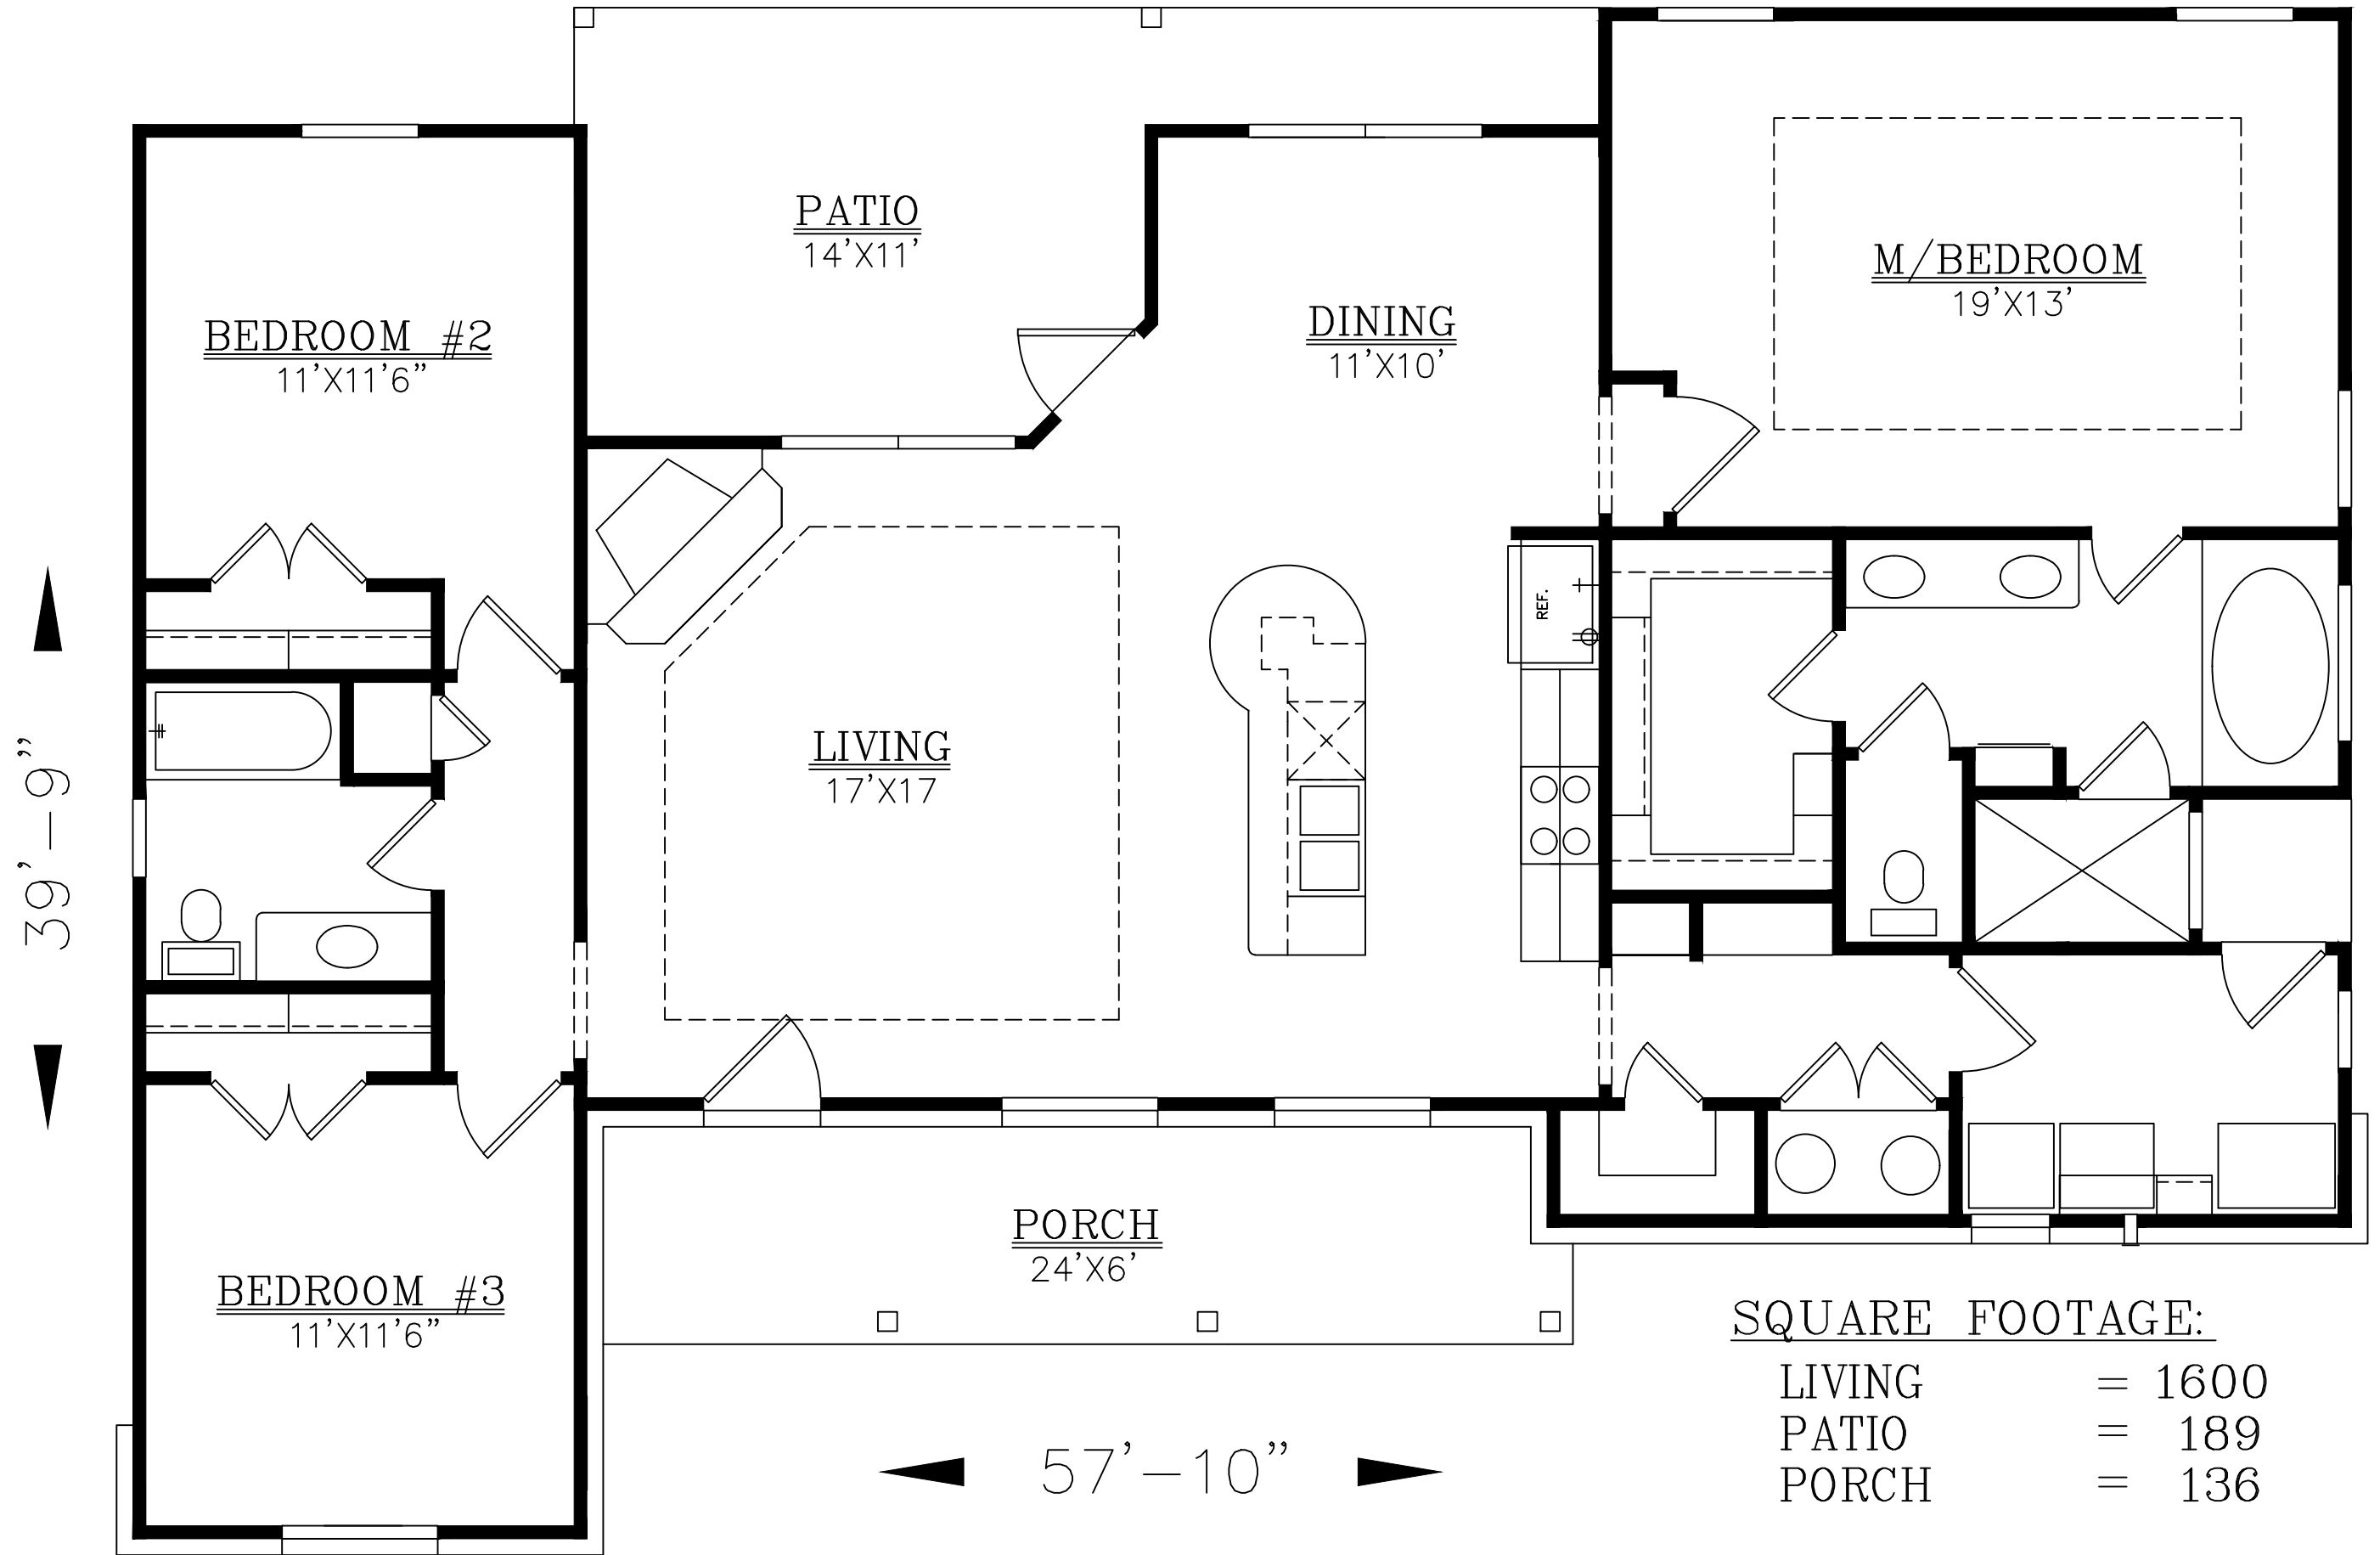 PATIO
14'X11'
M/BEDROOM
19'X13'
DINING
11'X10'
BEDROOM #2
11'X11'6"
REF.
LIVING
17'X17
39'-9"
PORCH
24'X6'
BEDROOM #3
11'X11'6"
57'-10"
SQUARE FOOTAGE:
LIVING = 1600
PATIO = 189
PORCH = 136